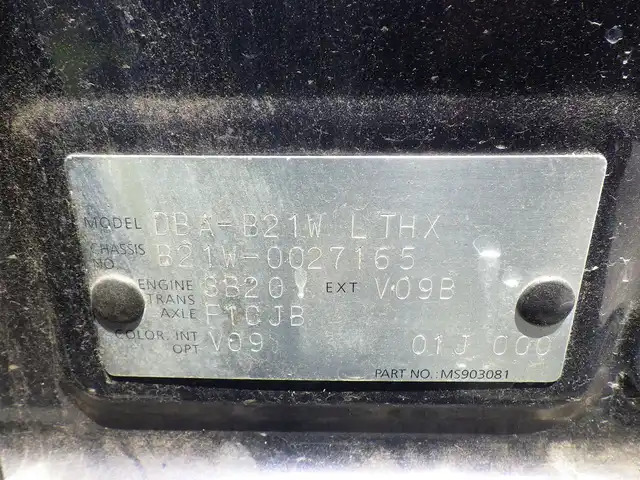 MODEL DBA-B21W LTHX
CHASSIS NO. B21W-0027165
ENGINE 3B20 EXT V09B
TRANS AXLE F1CJB
COLOR, INT V09 01J 000
OPT
PART NO.: MS903081